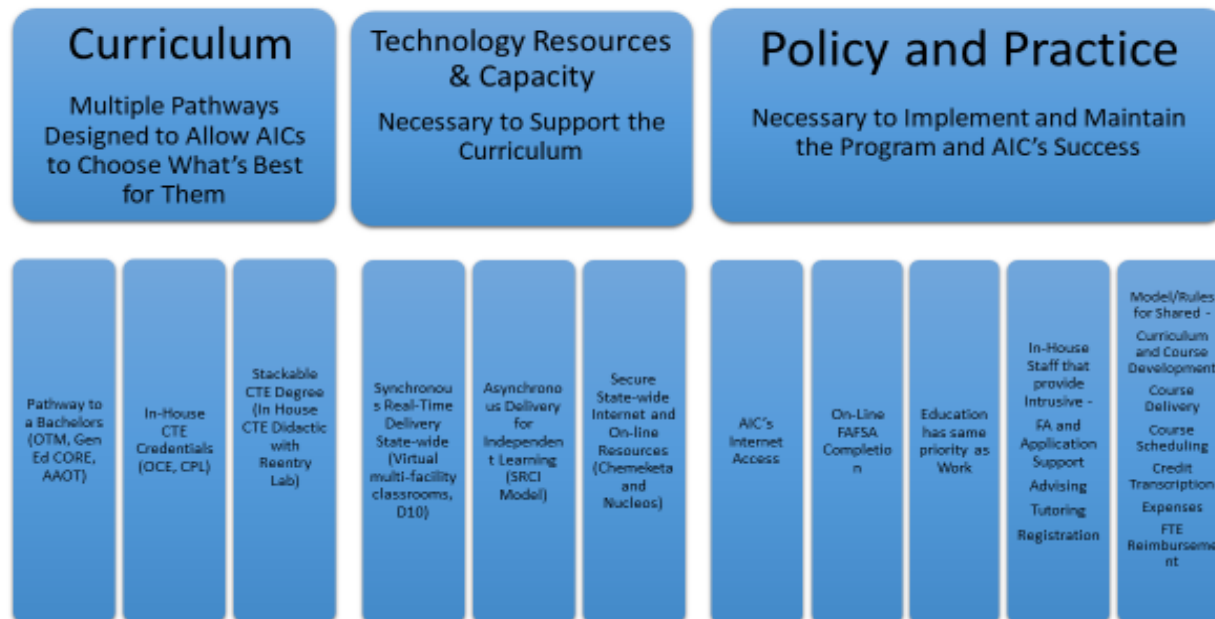 Curriculum
Multiple Pathways
Designed to Allow AICs
to Choose What's Best
for Them
Technology Resources
& Capacity
Necessary to Support the
Curriculum
Policy and Practice
Necessary to Implement and Maintain
the Program and AIC's Success
Pathway to
a Bachelors
(OTM, Gen
Ed CORE,
AAOT)
In-House
CTE
Credentials
(OCE, CPL)
Stackable
CTE Degree
(In House
CTE Didactic
with
Reentry
Lab)
Synchronou
s Real-Time
Delivery
State-wide
(Virtual
multi-facility
classrooms,
D10)
Asynchrono
us Delivery
for
Independen
t Learning
(SRCI
Model)
Secure
State-wide
Internet and
On-line
Resources
(Chemeketa
and
Nucleos)
AIC's
Internet
Access
On-Line
FAFSA
Completio
n
Education
has same
priority as
Work
In-House
Staff that
provide
Intrusive -
FA and
Application
Support
Advising
Tutoring
Registration
Model/Rules
for Shared -
Curriculum
and Course
Development
Course
Delivery
Course
Scheduling
Credit
Transcription
Expenses
FTE
Reimburseme
nt